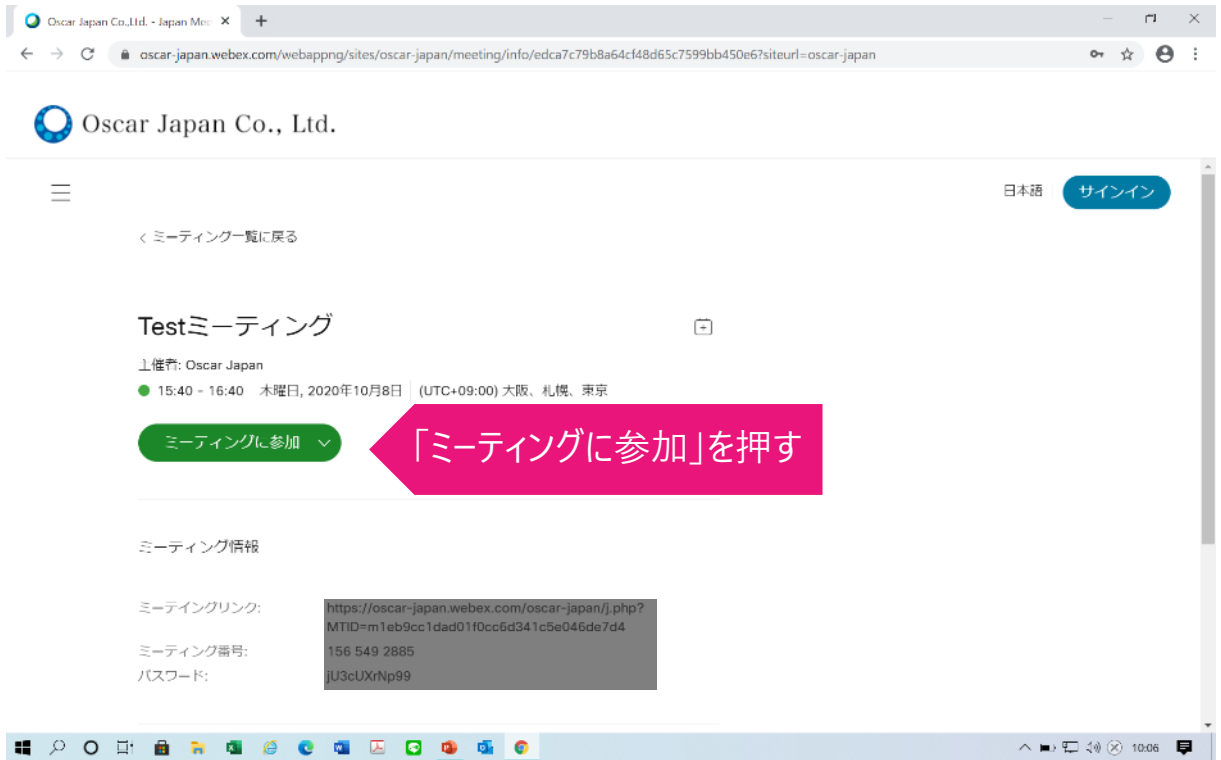 Oscar Japan Co.,Ltd. - Japan Mee
oscar-japan.webex.com/webappng/sites/oscar-japan/meeting/info/edca7c79b8a64cf48d65c7599bb450e6?siteurl=oscar-japan
Oscar Japan Co., Ltd.
日本語 サインイン
ミーティング一覧に戻る
Testミーティング
主催者: Oscar Japan
15:40 - 16:40 木曜日, 2020年10月8日 (UTC+09:00) 大阪、札幌、東京
ミーティングに参加
「ミーティングに参加」を押す
ミーティング情報
ミーテイングリンク: https://oscar-japan.webex.com/oscar-japan/j.php?
MTID=m1eb9cc1dad01f0cc6d341c5e046de7d4
ミーティング番号: 156 549 2885
パスワード: jU3cUXrNp99
10:06